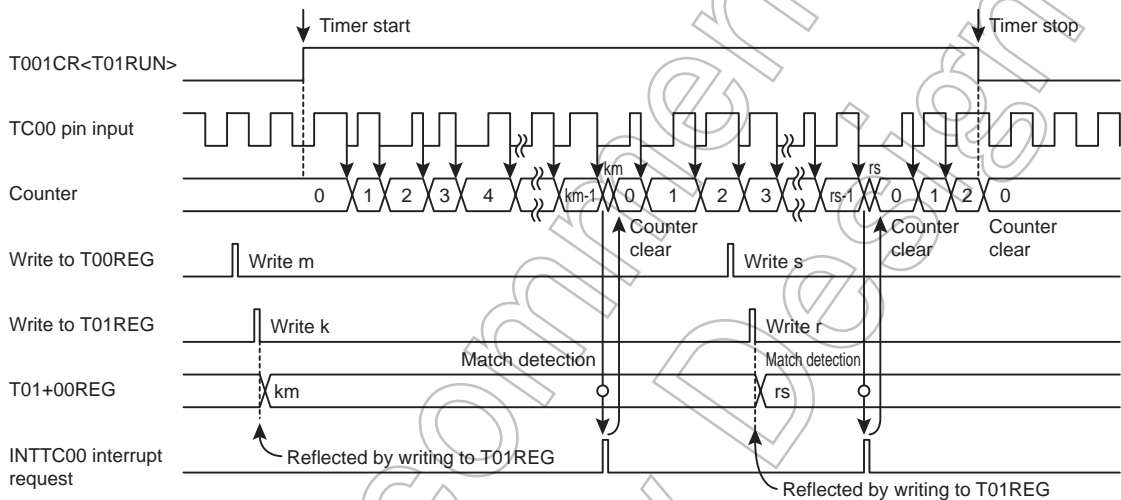 Timer start
Timer stop
T001CR<T01RUN>
TC00 pin input
Counter
0 1 2 3 4 km-1 km 0 1 2 3 rs-1 rs 0 1 2 0
Counter clear
Counter clear
Counter clear
Write to T00REG
Write m
Write s
Write to T01REG
Write k
Write r
Match detection
Match detection
T01+00REG
km
rs
Reflected by writing to T01REG
INTTC00 interrupt
request
Reflected by writing to T01REG